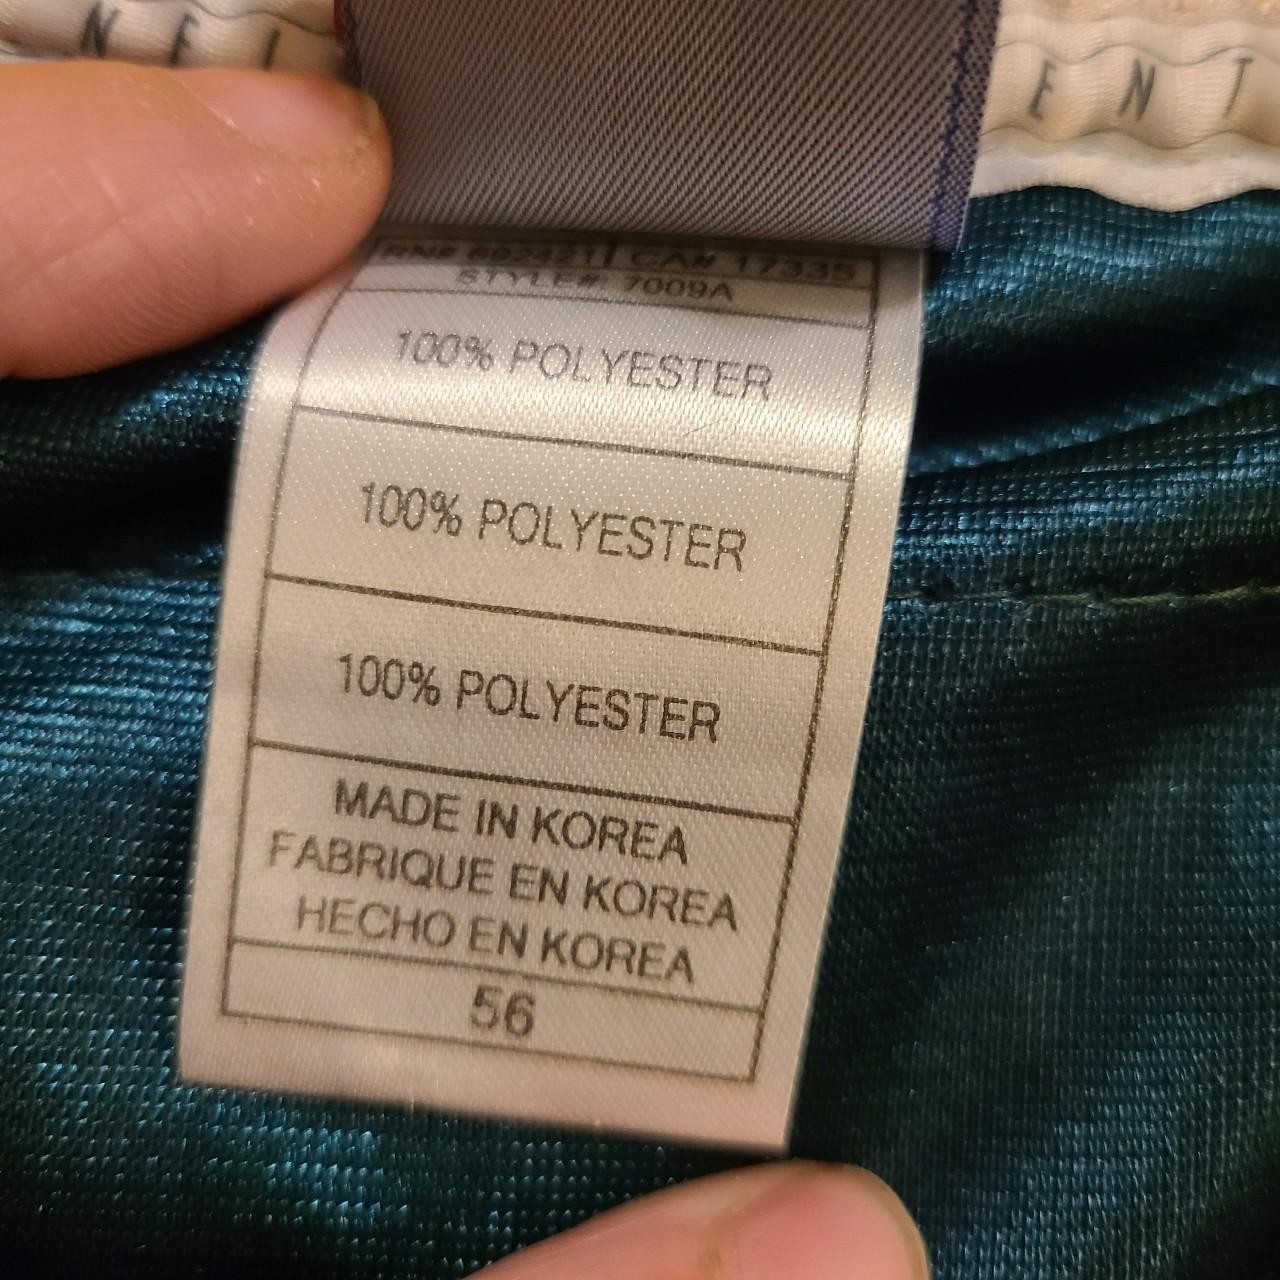 N F L
E N T
RN# 692421 CA# 17335
STYLE# 7009A
100% POLYESTER
100% POLYESTER
100% POLYESTER
MADE IN KOREA
FABRIQUE EN KOREA
HECHO EN KOREA
56